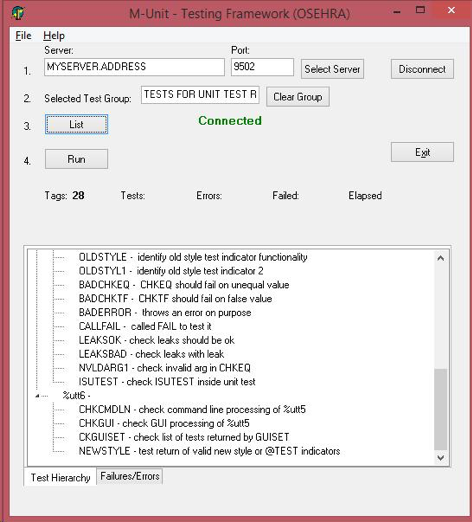 M-Unit - Testing Framework (OSEHRA)
File Help
Server: Port:
1. MYSERVER.ADDRESS 9502 Select Server Disconnect
2. Selected Test Group: TESTS FOR UNIT TEST R Clear Group
3. List Connected
4. Run Exit
Tags: 28 Tests: Errors: Failed: Elapsed
OLDSTYLE - identify old style test indicator functionality
OLDSTYL1 - identify old style test indicator 2
BADCHKEQ - CHKEQ should fail on unequal value
BADCHKTF - CHKTF should fail on false value
BADERROR - throws an error on purpose
CALLFAIL - called FAIL to test it
LEAKSOK - check leaks should be ok
LEAKSBAD - check leaks with leak
NVLDARG1 - check invalid arg in CHKEQ
ISUTEST - check ISUTEST inside unit test
%utt6 -
CHKCMDLN - check command line processing of %utt5
CHKGUI - check GUI processing of %utt5
CKGUISET - check list of tests returned by GUISET
NEWSTYLE - test return of valid new style or @TEST indicators
Test Hierarchy Failures/Errors